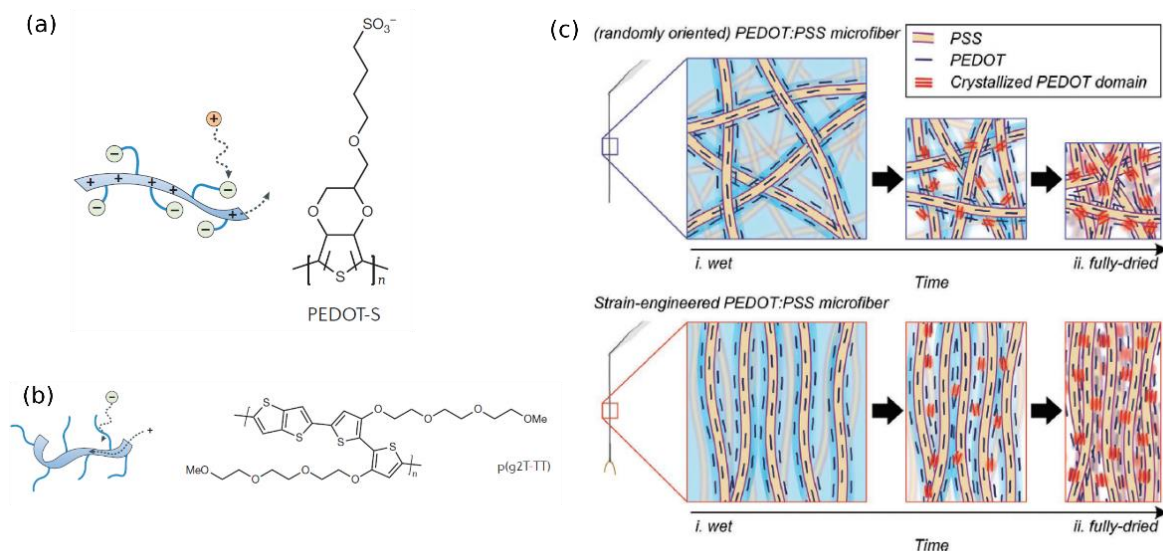 (a)
SO₃⁻
O
O
O
S
n
PEDOT-S
+
−
−
−
−
−
+ + + + +
(b)
−
+
S
S
S
S
O
O
O
O
OMe
MeO
O
O
O
O
n
p(g2T-TT)
(c)
(randomly oriented) PEDOT:PSS microfiber
PSS
PEDOT
Crystallized PEDOT domain
i. wet
ii. fully-dried
Time
Strain-engineered PEDOT:PSS microfiber
i. wet
ii. fully-dried
Time